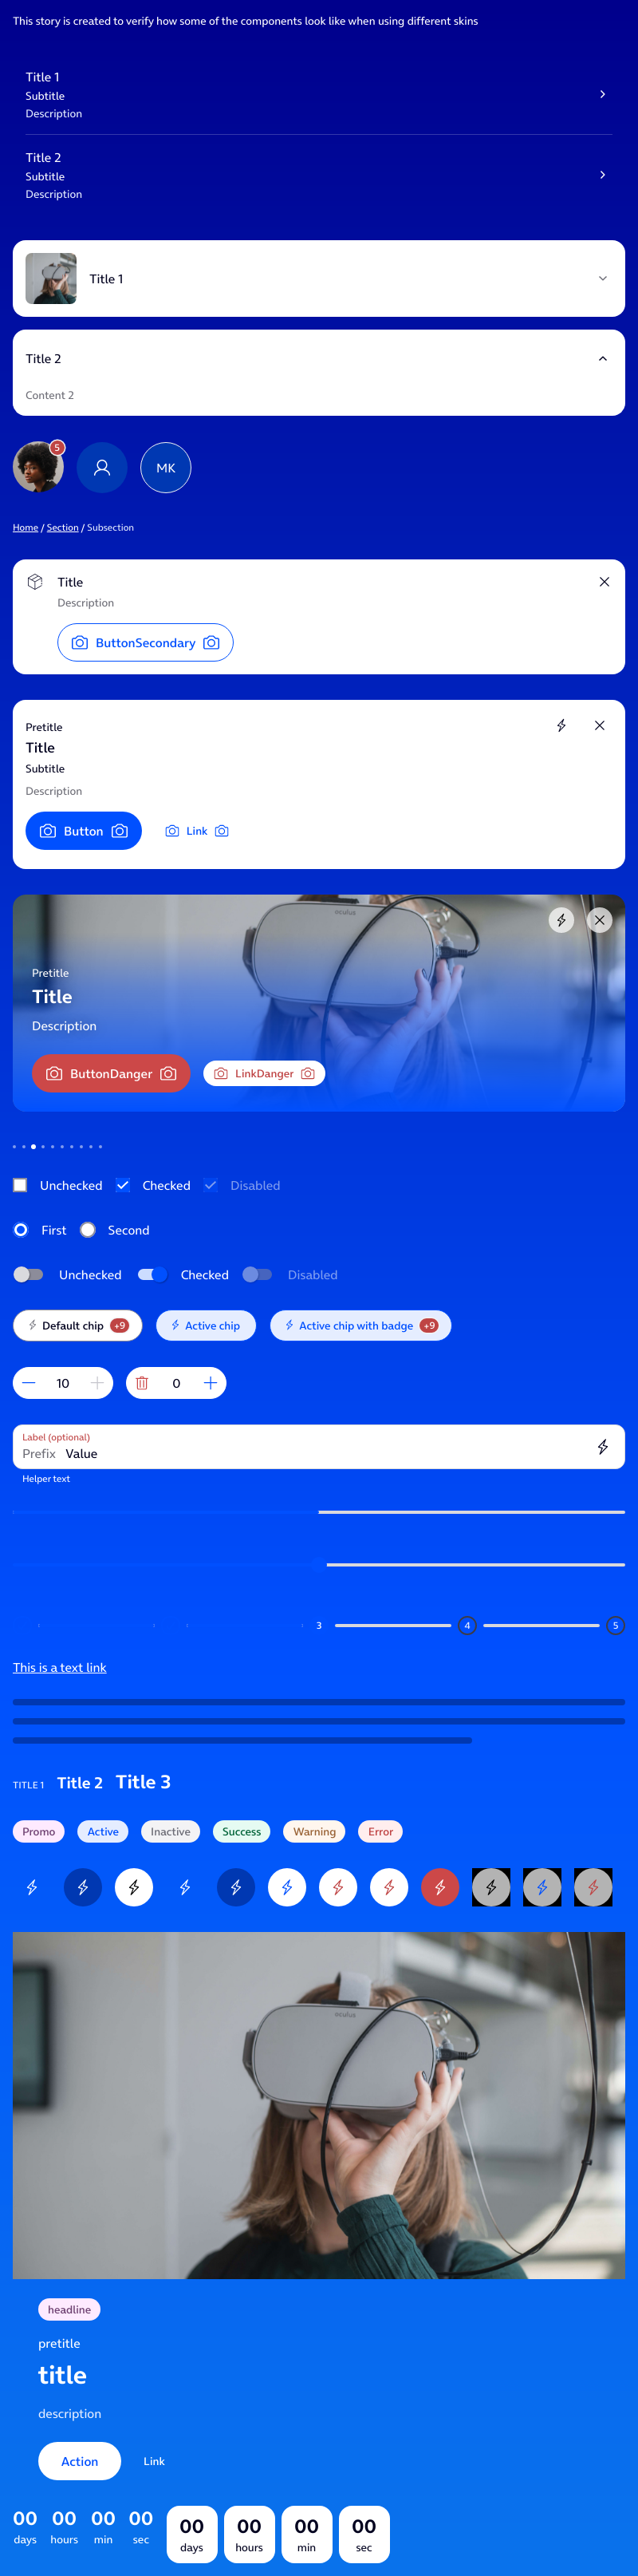 This story is created to verify how some of the components look like when using different skins
Title 1
Subtitle
Description
Title 2
Subtitle
Description
Title 1
Title 2
Content 2
5
MK
Home / Section / Subsection
Title
Description
ButtonSecondary
Pretitle
Title
Subtitle
Description
Button Link
oculus
Pretitle
Title
Description
ButtonDanger LinkDanger
Unchecked Checked Disabled
First Second
Unchecked Checked Disabled
Default chip +9 Active chip Active chip with badge +9
10 0
Label (optional)
Prefix Value
Helper text
3 4 5
This is a text link
TITLE 1 Title 2 Title 3
Promo Active Inactive Success Warning Error
oculus
headline
pretitle
title
description
Action Link
00 00 00 00 00 00 00 00
days hours min sec days hours min sec